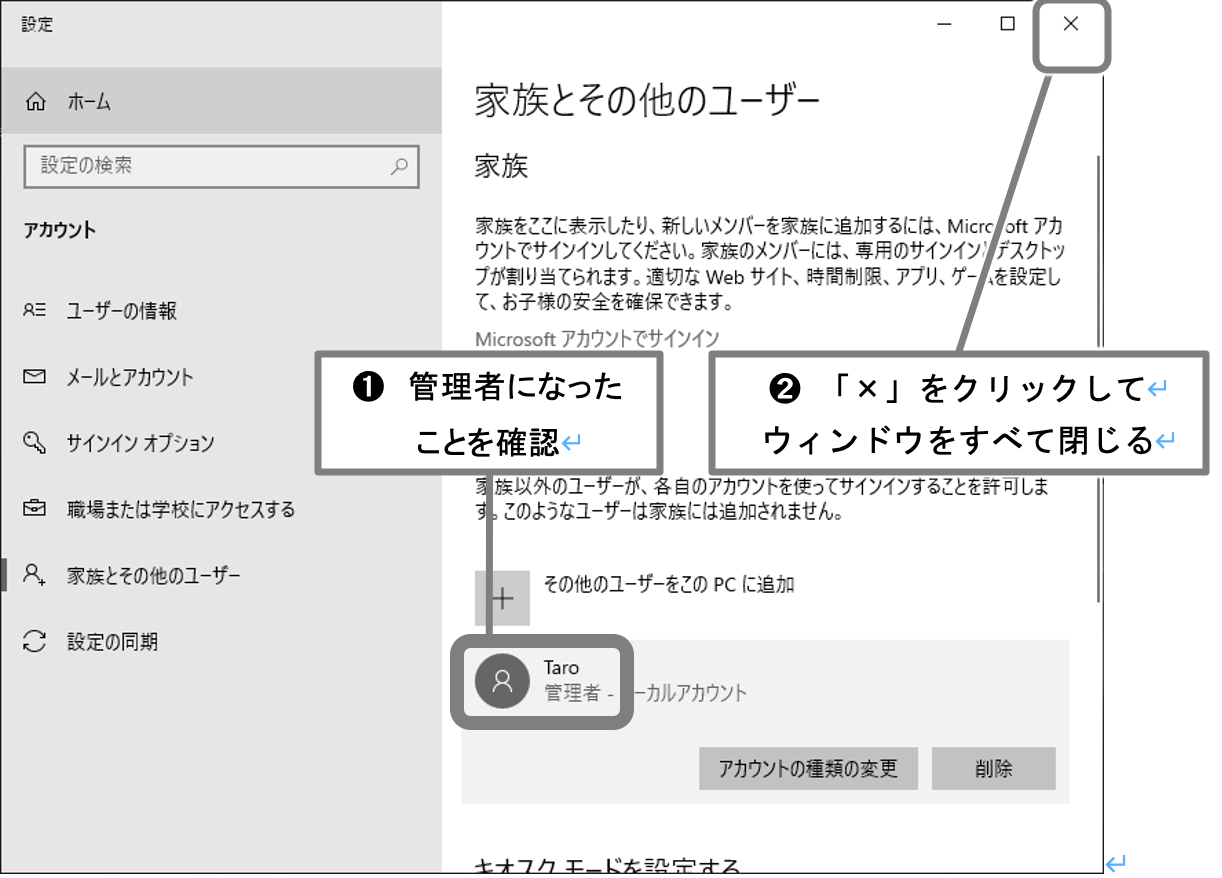 設定
ホーム
設定の検索
アカウント
ユーザーの情報
メールとアカウント
サインイン オプション
職場または学校にアクセスする
家族とその他のユーザー
設定の同期
家族とその他のユーザー
家族
家族をここに表示したり、新しいメンバーを家族に追加するには、Microsoft アカ
ウントでサインインしてください。家族のメンバーには、専用のサインインとデスクトッ
プが割り当てられます。適切な Web サイト、時間制限、アプリ、ゲームを設定し
て、お子様の安全を確保できます。
Microsoft アカウントでサインイン
❶ 管理者になった
ことを確認↵
❷ 「×」をクリックして↵
ウィンドウをすべて閉じる↵
家族以外のユーザーが、各自のアカウントを使ってサインインすることを許可しま
す。このようなユーザーは家族には追加されません。
その他のユーザーをこの PC に追加
Taro
管理者 - ーカルアカウント
アカウントの種類の変更
削除
キオスク モードを設定する
↵